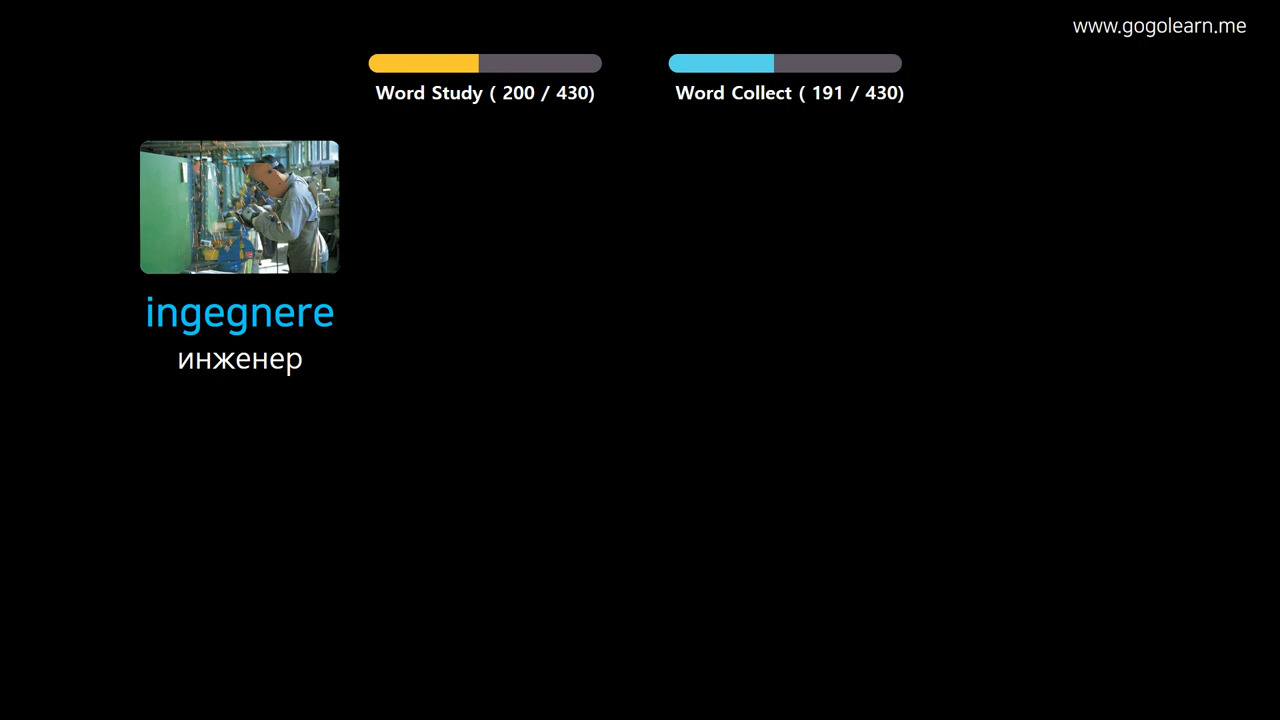 www.gogolearn.me
Word Study ( 200 / 430)
Word Collect ( 191 / 430)
ingegnere
инженер